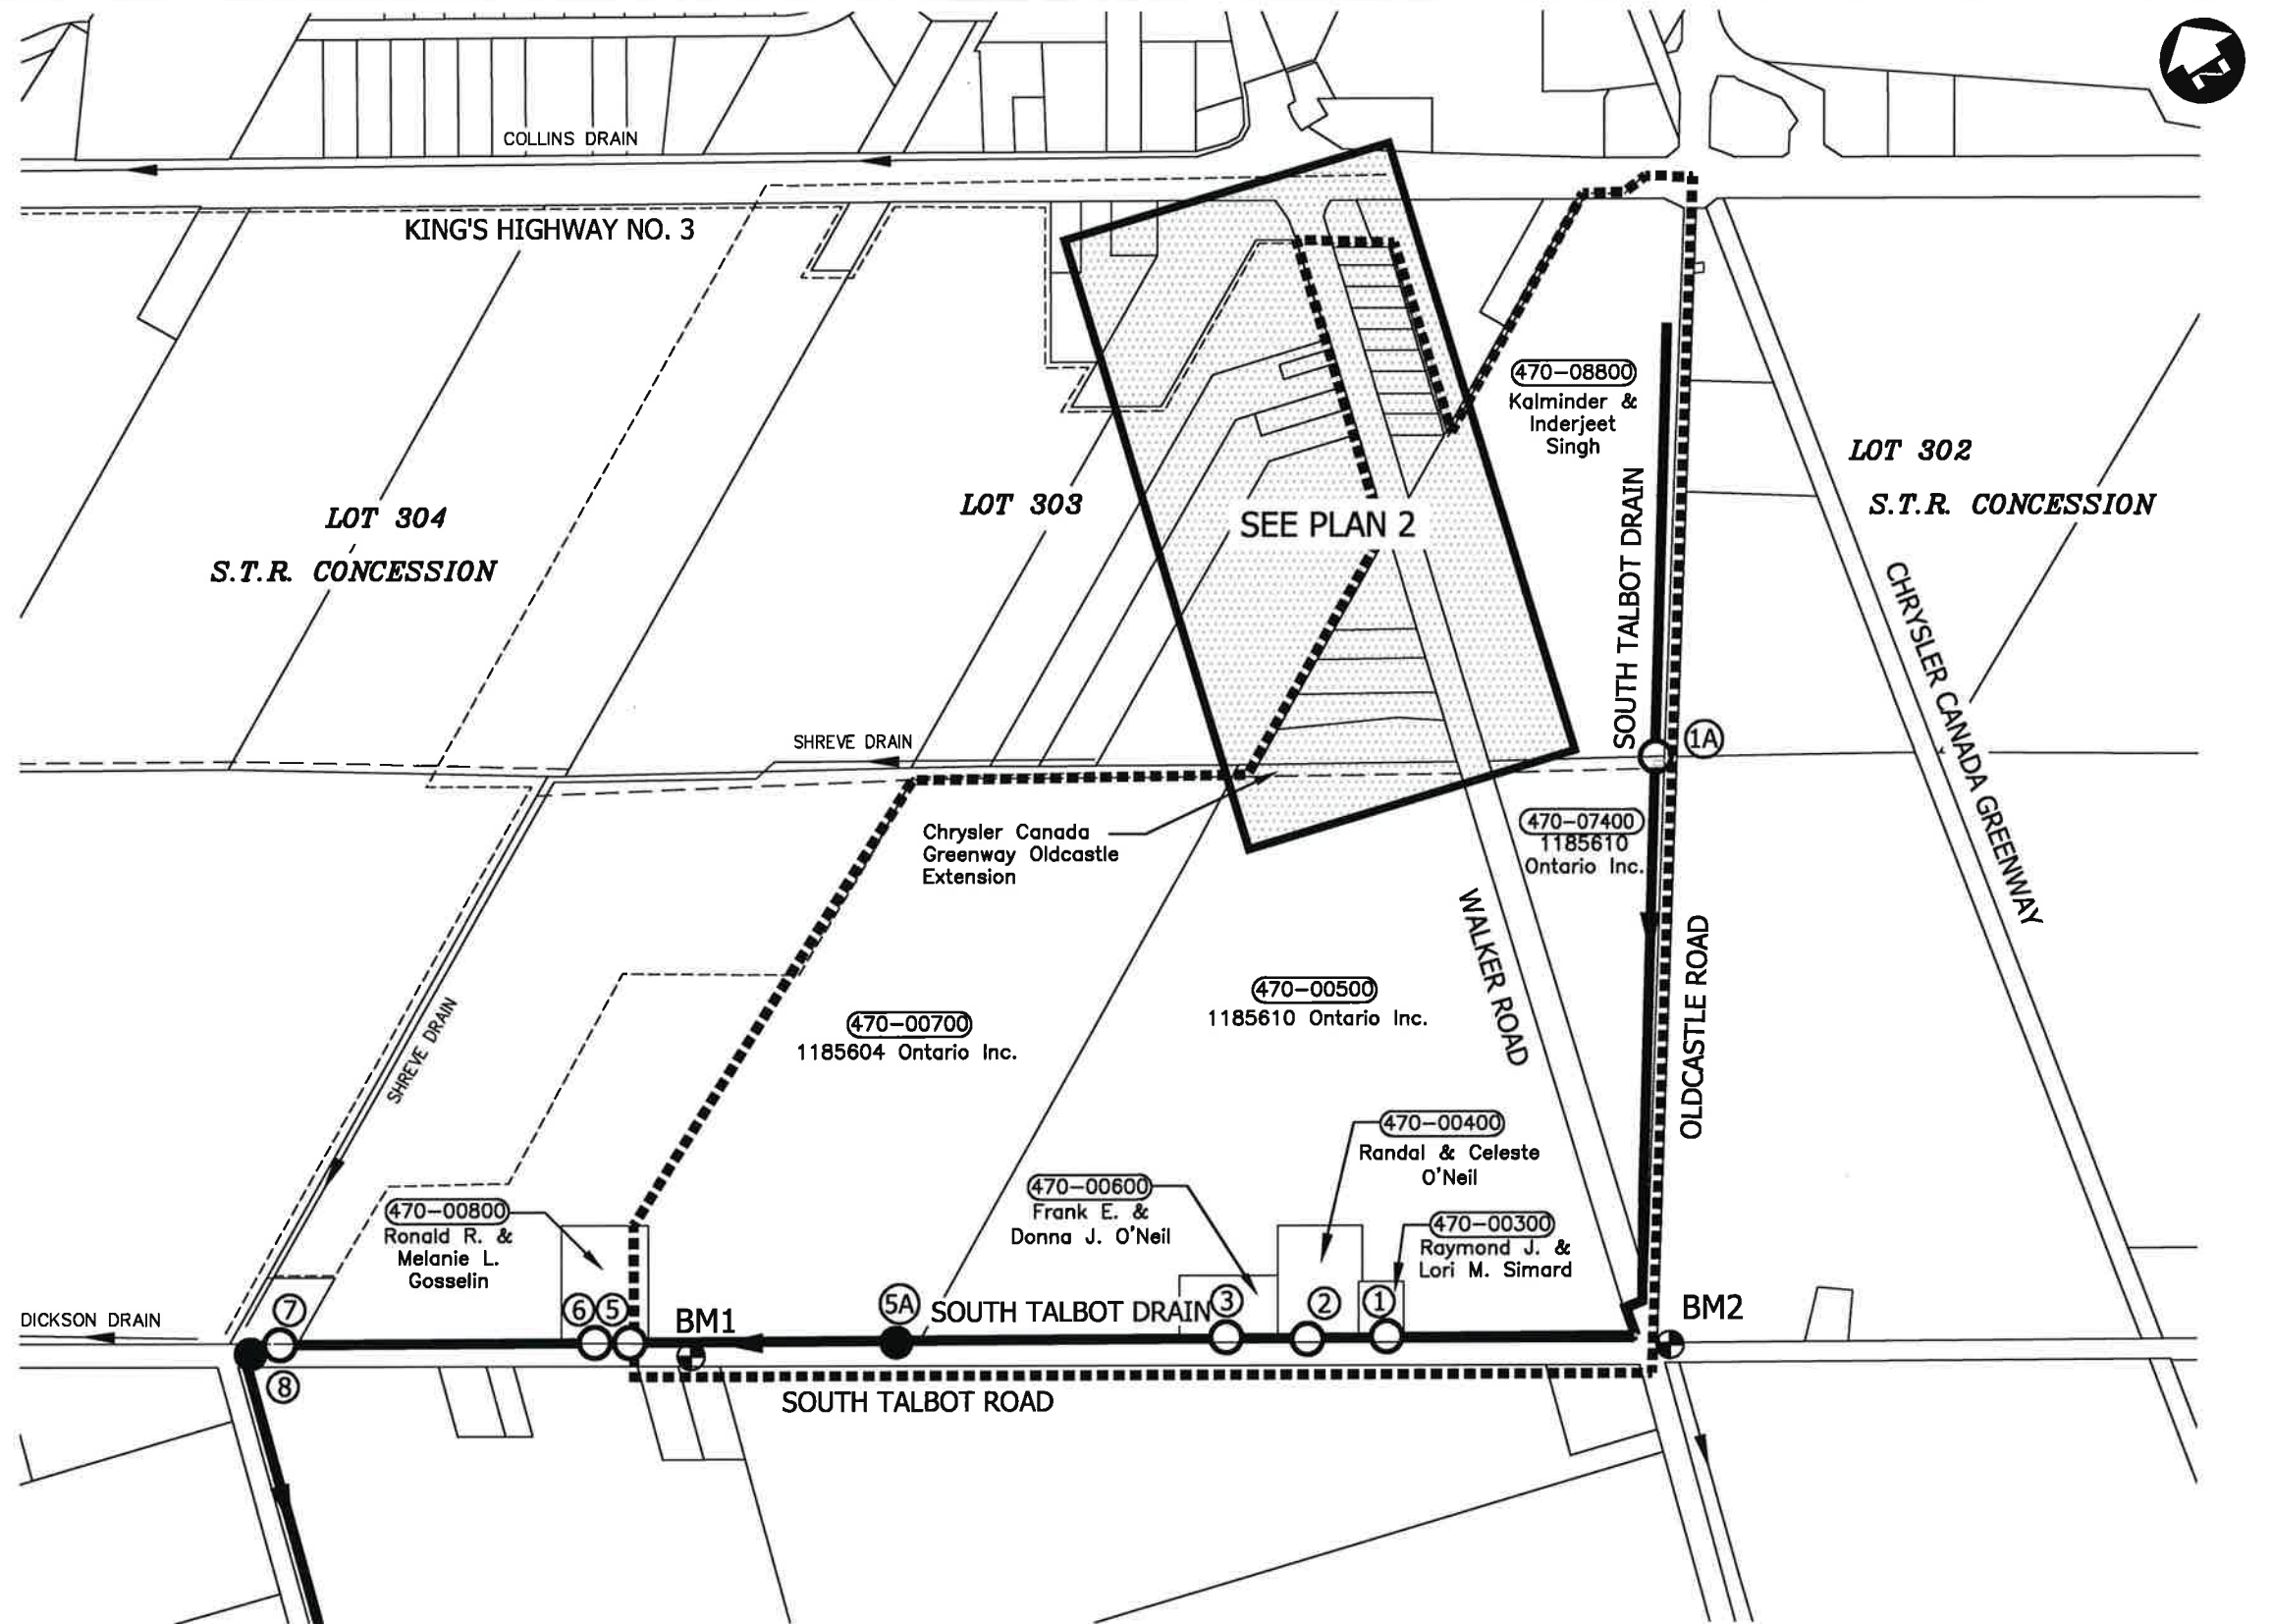 N
COLLINS DRAIN
KING'S HIGHWAY NO. 3
470-08800
Kalminder &
Inderjeet
Singh
LOT 304
S.T.R. CONCESSION
LOT 303
SEE PLAN 2
LOT 302
S.T.R. CONCESSION
SOUTH TALBOT DRAIN
CHRYSLER CANADA GREENWAY
SHREVE DRAIN
1A
Chrysler Canada
Greenway Oldcastle
Extension
470-07400
1185610
Ontario Inc.
WALKER ROAD
OLDCASTLE ROAD
470-00500
1185610 Ontario Inc.
470-00700
1185604 Ontario Inc.
SHREVE DRAIN
470-00400
Randal & Celeste
O'Neil
470-00600
Frank E. &
Donna J. O'Neil
470-00300
Raymond J. &
Lori M. Simard
470-00800
Ronald R. &
Melanie L.
Gosselin
DICKSON DRAIN
7
6
5
BM1
5A
SOUTH TALBOT DRAIN
3
2
1
BM2
8
SOUTH TALBOT ROAD